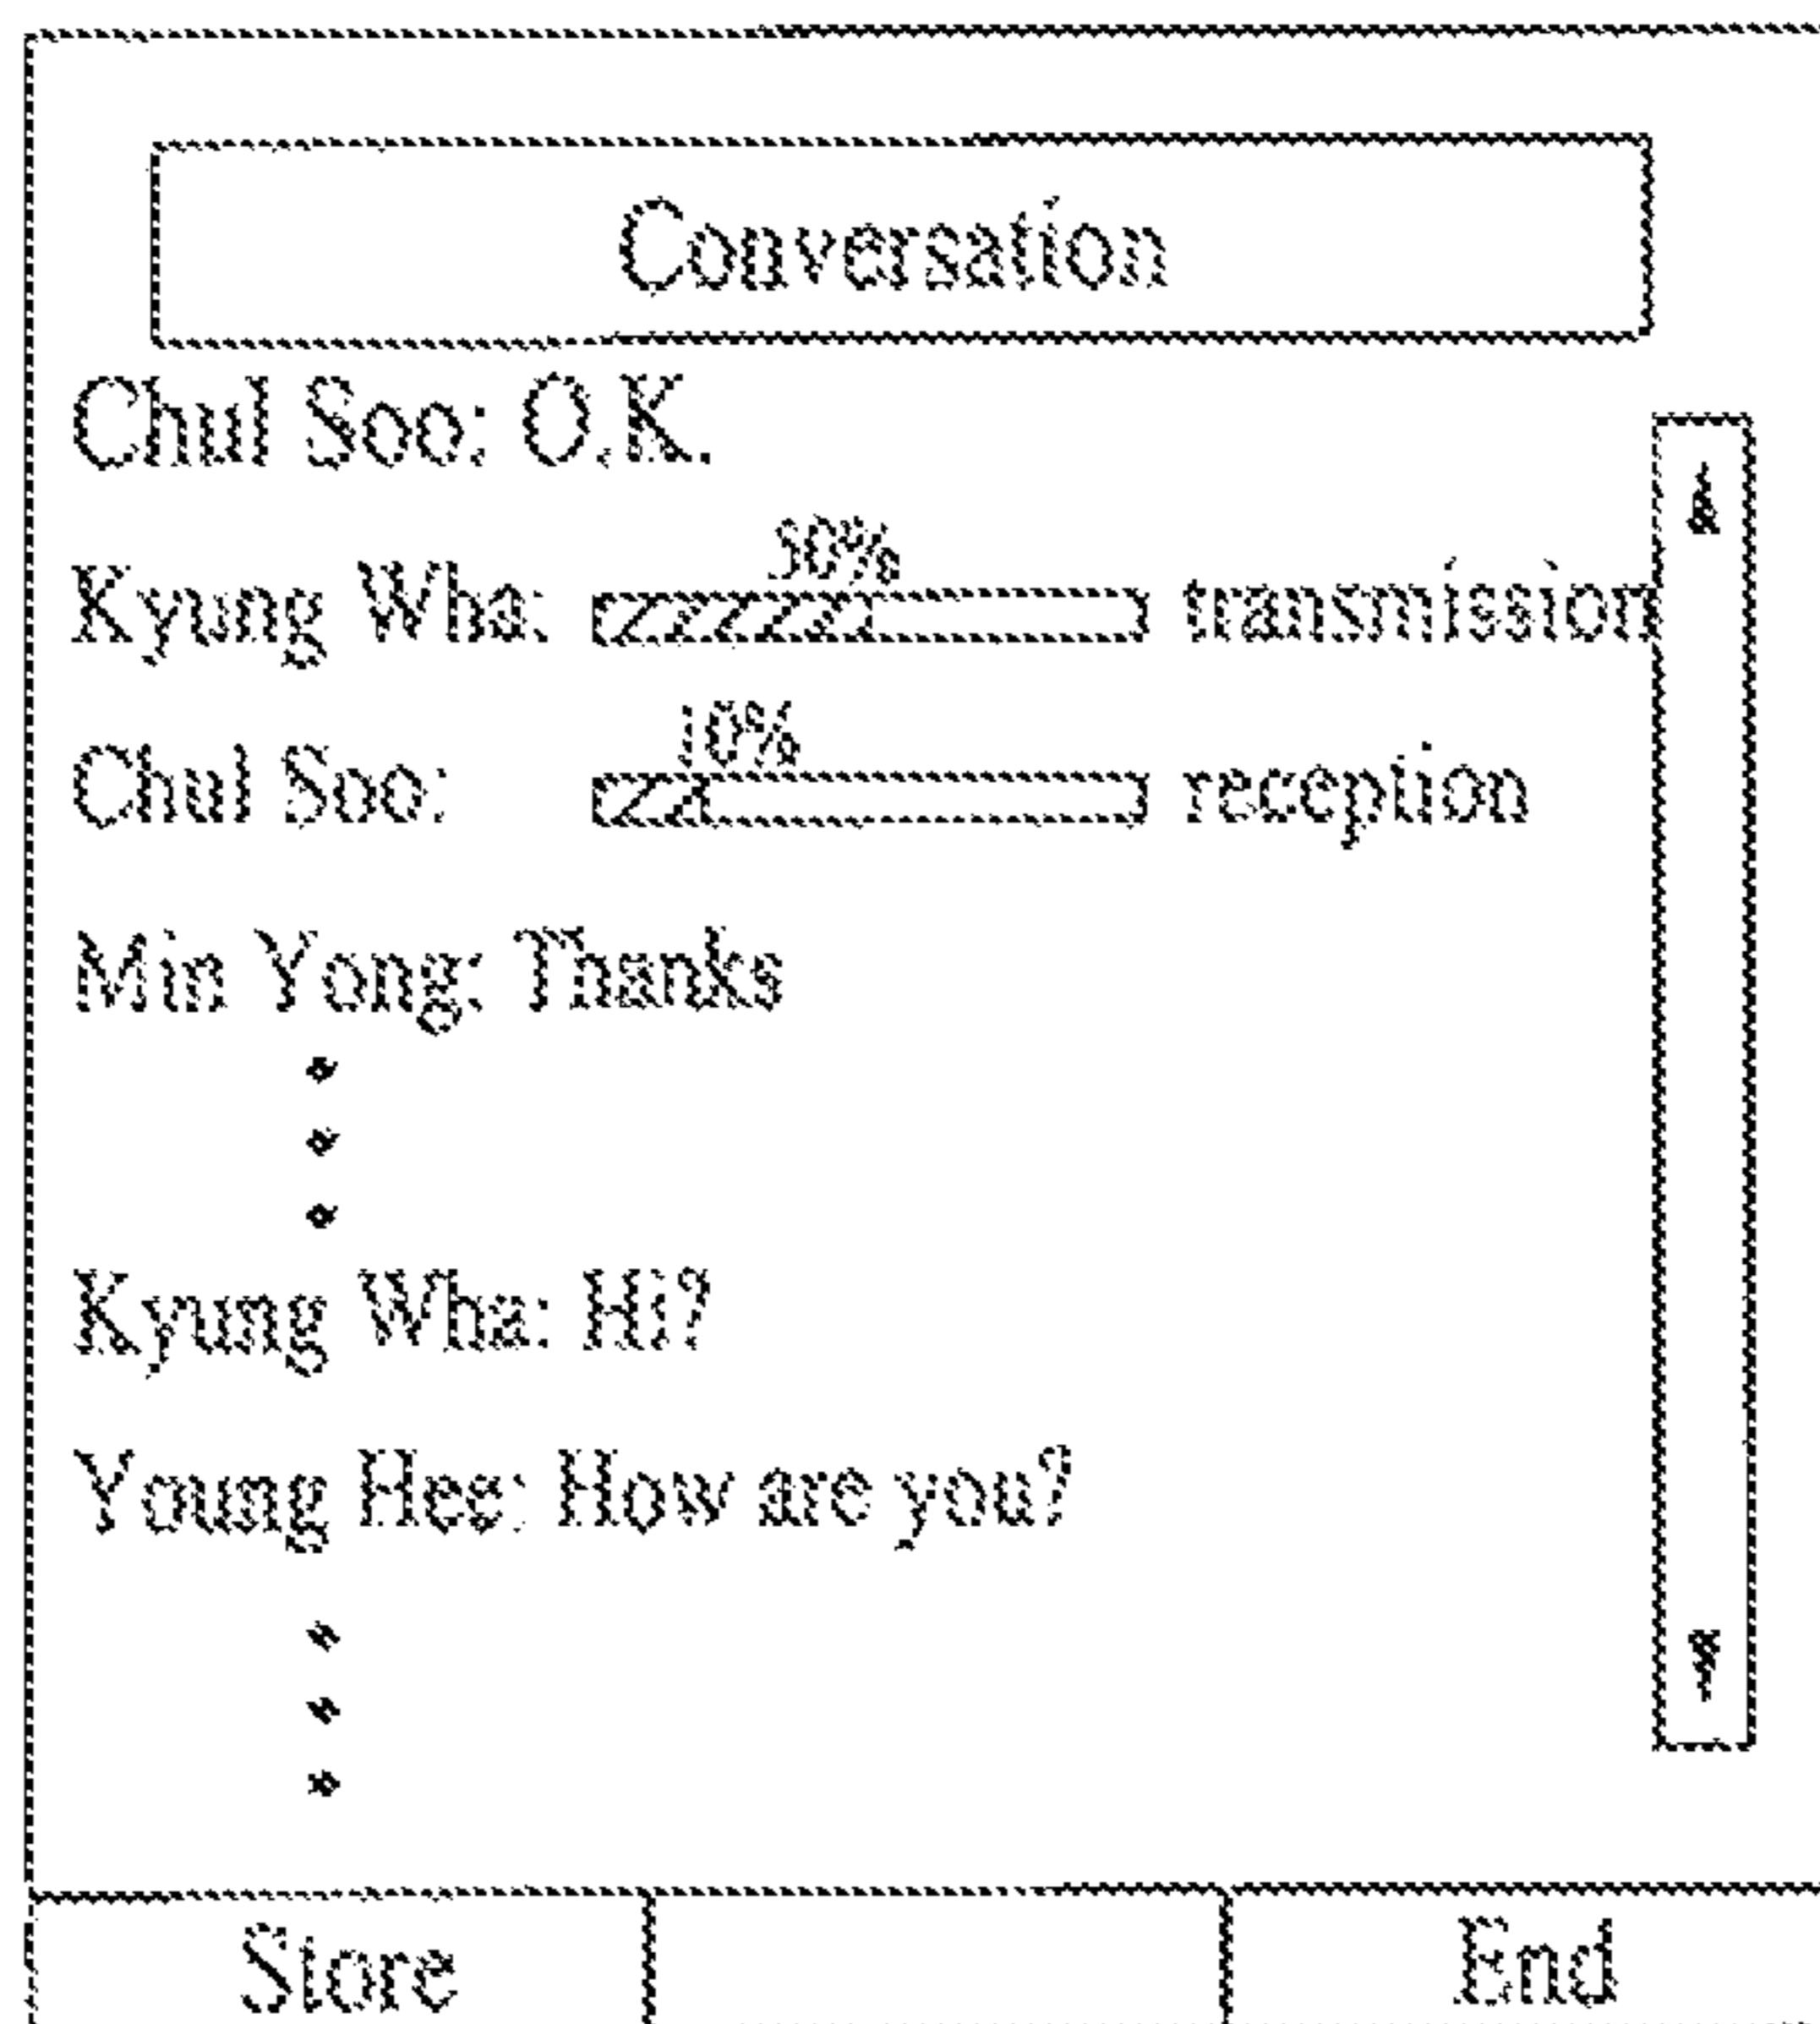 Conversation
Chul Soo: O.K.
50%
Kyung Wha: transmission
10%
Chul Soo: reception
Min Yong: Thanks
Kyung Wha: Hi?
Young Hee: How are you?
Store End